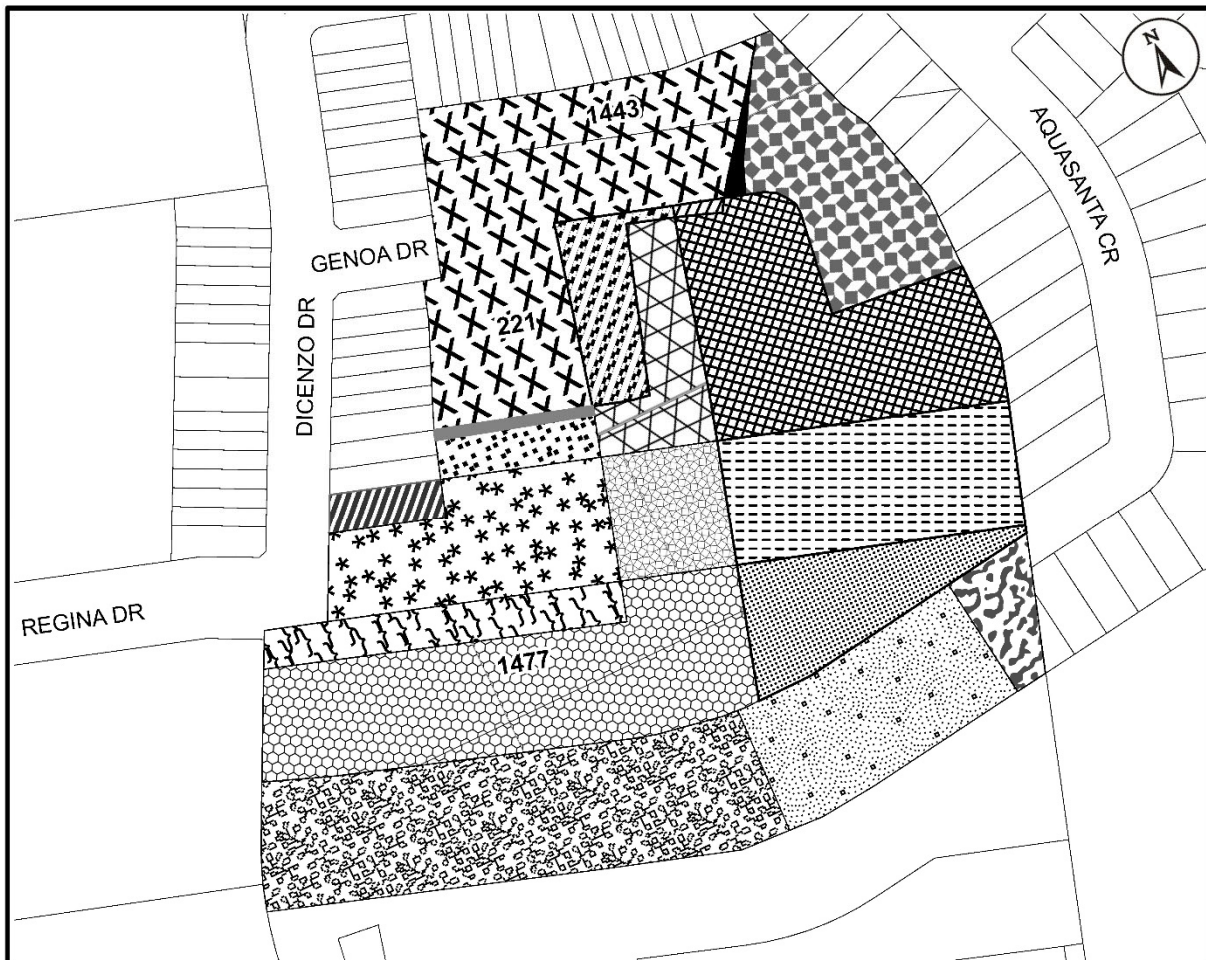 N
1443
AQUASANTA CR
GENOA DR
221
DICENZO DR
REGINA DR
1477